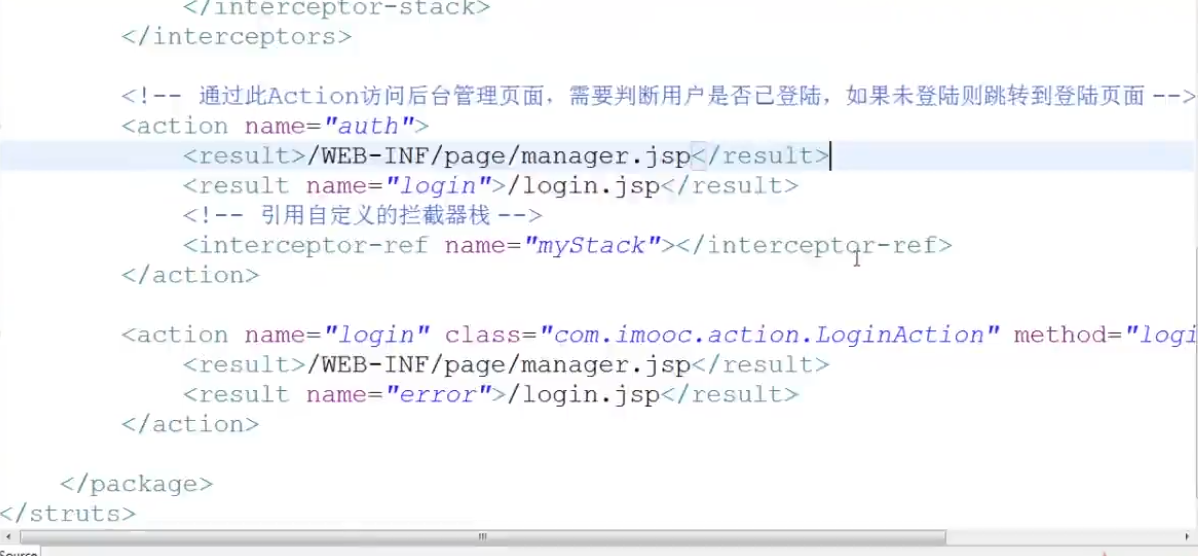 </interceptor-stack>
</interceptors>
<!-- 通过此Action访问后台管理页面，需要判断用户是否已登陆，如果未登陆则跳转到登陆页面 -->
<action name="auth">
<result>/WEB-INF/page/manager.jsp</result>
<result name="login">/login.jsp</result>
<!-- 引用自定义的拦截器栈 -->
<interceptor-ref name="myStack"></interceptor-ref>
</action>
<action name="login" class="com.imooc.action.LoginAction" method="logi
<result>/WEB-INF/page/manager.jsp</result>
<result name="error">/login.jsp</result>
</action>
</package>
</struts>
Source